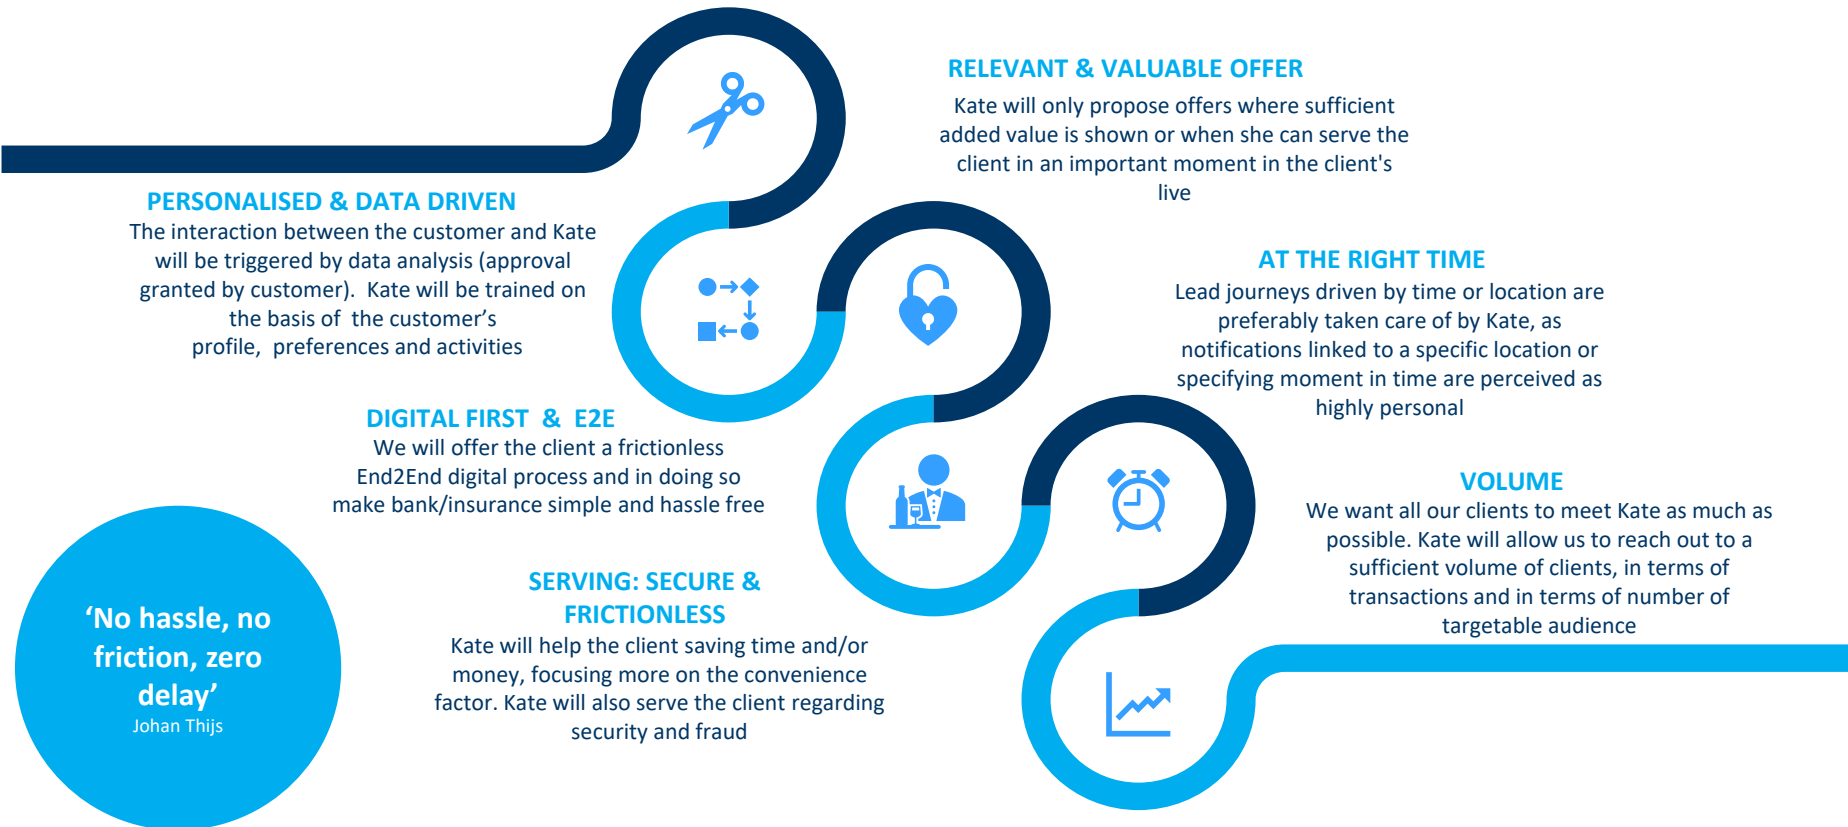 RELEVANT & VALUABLE OFFER
Kate will only propose offers where sufficient
added value is shown or when she can serve the
client in an important moment in the client's
live
PERSONALISED & DATA DRIVEN
The interaction between the customer and Kate
will be triggered by data analysis (approval
granted by customer). Kate will be trained on
the basis of the customer’s
profile, preferences and activities
AT THE RIGHT TIME
Lead journeys driven by time or location are
preferably taken care of by Kate, as
notifications linked to a specific location or
specifying moment in time are perceived as
highly personal
DIGITAL FIRST & E2E
We will offer the client a frictionless
End2End digital process and in doing so
make bank/insurance simple and hassle free
VOLUME
We want all our clients to meet Kate as much as
possible. Kate will allow us to reach out to a
sufficient volume of clients, in terms of
transactions and in terms of number of
targetable audience
SERVING: SECURE &
FRICTIONLESS
Kate will help the client saving time and/or
money, focusing more on the convenience
factor. Kate will also serve the client regarding
security and fraud
‘No hassle, no
friction, zero
delay’
Johan Thijs